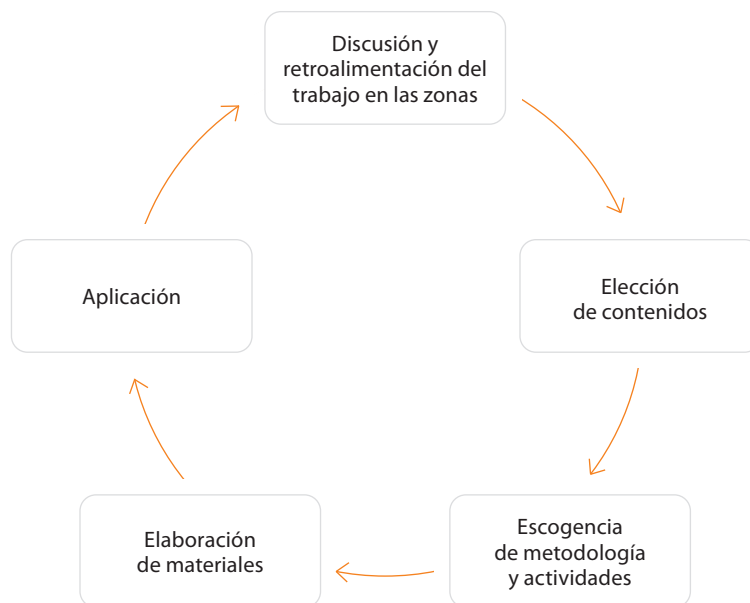 Discusión y
retroalimentación del
trabajo en las zonas
Elección
de contenidos
Escogencia
de metodología
y actividades
Elaboración
de materiales
Aplicación